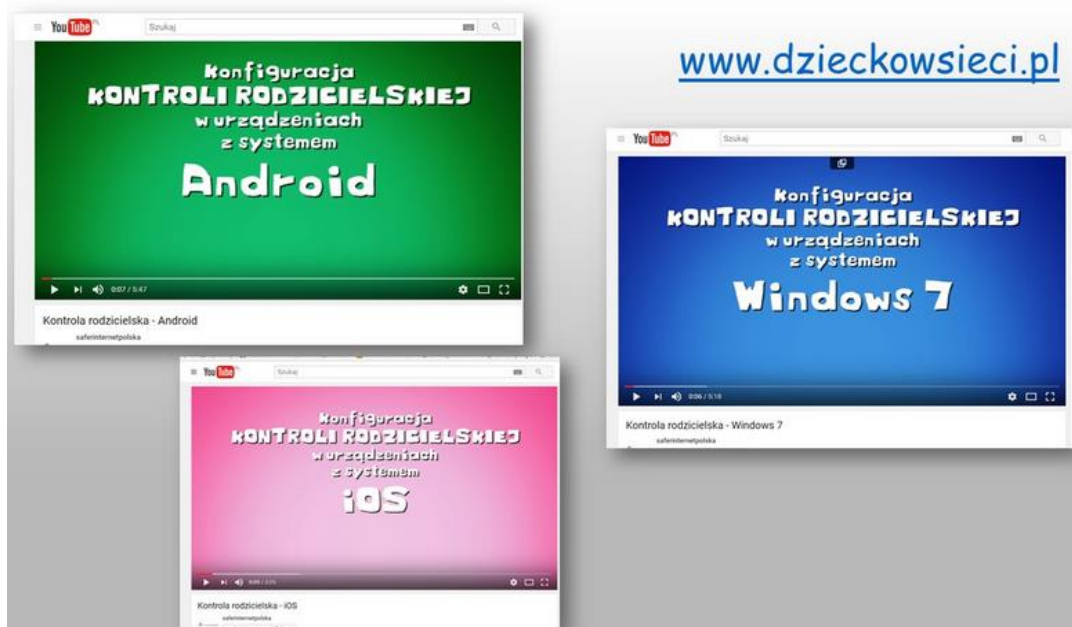 YouTube PL
Szukaj
Konfiguracja
KONTROLI RODZICIELSKIEJ
w urządzeniach
z systemem
Android
0:07 / 5:47
Kontrola rodzicielska - Android
saferinternetpolska
www.dzieckowsieci.pl
YouTube PL
Szukaj
Konfiguracja
KONTROLI RODZICIELSKIEJ
w urządzeniach
z systemem
Windows 7
0:06 / 5:18
Kontrola rodzicielska - Windows 7
saferinternetpolska
YouTube
Szukaj
Konfiguracja
KONTROLI RODZICIELSKIEJ
w urządzeniach
z systemem
iOS
Kontrola rodzicielska - iOS
saferinternetpolska